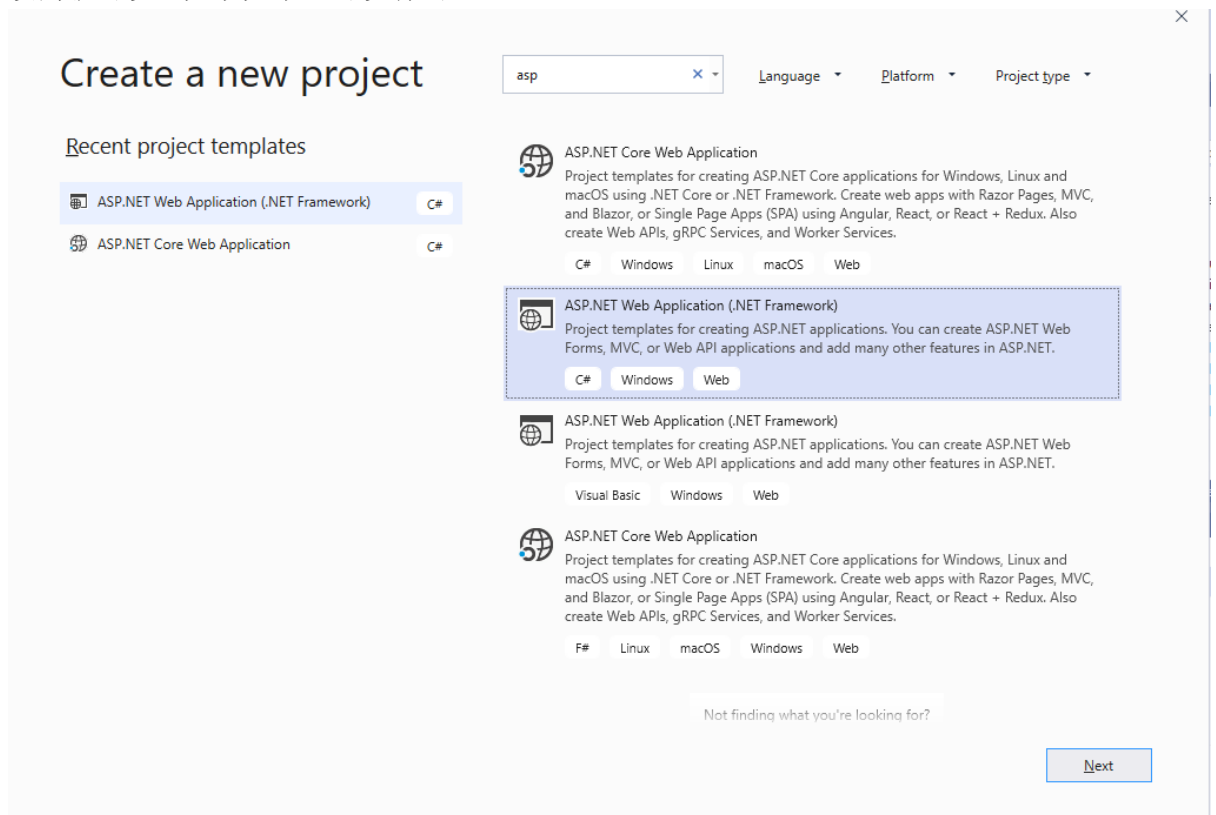 Create a new project
asp
Language
Platform
Project type
Recent project templates
ASP.NET Web Application (.NET Framework) C#
ASP.NET Core Web Application C#
ASP.NET Core Web Application
Project templates for creating ASP.NET Core applications for Windows, Linux and
macOS using .NET Core or .NET Framework. Create web apps with Razor Pages, MVC,
and Blazor, or Single Page Apps (SPA) using Angular, React, or React + Redux. Also
create Web APIs, gRPC Services, and Worker Services.
C# Windows Linux macOS Web
ASP.NET Web Application (.NET Framework)
Project templates for creating ASP.NET applications. You can create ASP.NET Web
Forms, MVC, or Web API applications and add many other features in ASP.NET.
C# Windows Web
ASP.NET Web Application (.NET Framework)
Project templates for creating ASP.NET applications. You can create ASP.NET Web
Forms, MVC, or Web API applications and add many other features in ASP.NET.
Visual Basic Windows Web
ASP.NET Core Web Application
Project templates for creating ASP.NET Core applications for Windows, Linux and
macOS using .NET Core or .NET Framework. Create web apps with Razor Pages, MVC,
and Blazor, or Single Page Apps (SPA) using Angular, React, or React + Redux. Also
create Web APIs, gRPC Services, and Worker Services.
F# Linux macOS Windows Web
Not finding what you're looking for?
Next